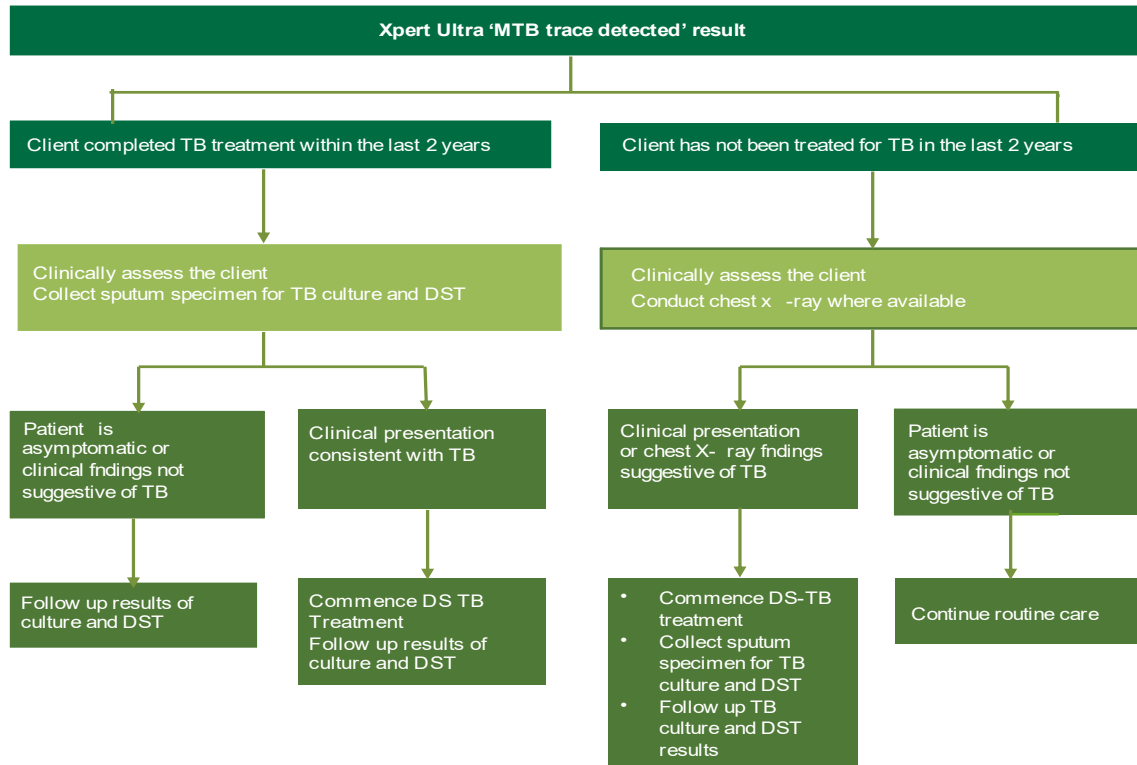 Xpert Ultra ‘MTB trace detected’ result
Client completed TB treatment within the last 2 years
Client has not been treated for TB in the last 2 years
Clinically assess the client
Collect sputum specimen for TB culture and DST
Clinically assess the client
Conduct chest x -ray where available
Patient is
asymptomatic or
clinical fndings not
suggestive of TB
Clinical presentation
consistent with TB
Clinical presentation
or chest X- ray fndings
suggestive of TB
Patient is
asymptomatic or
clinical fndings not
suggestive of TB
Follow up results of
culture and DST
Commence DS TB
Treatment
Follow up results of
culture and DST
• Commence DS-TB
treatment
• Collect sputum
specimen for TB
culture and DST
• Follow up TB
culture and DST
results
Continue routine care